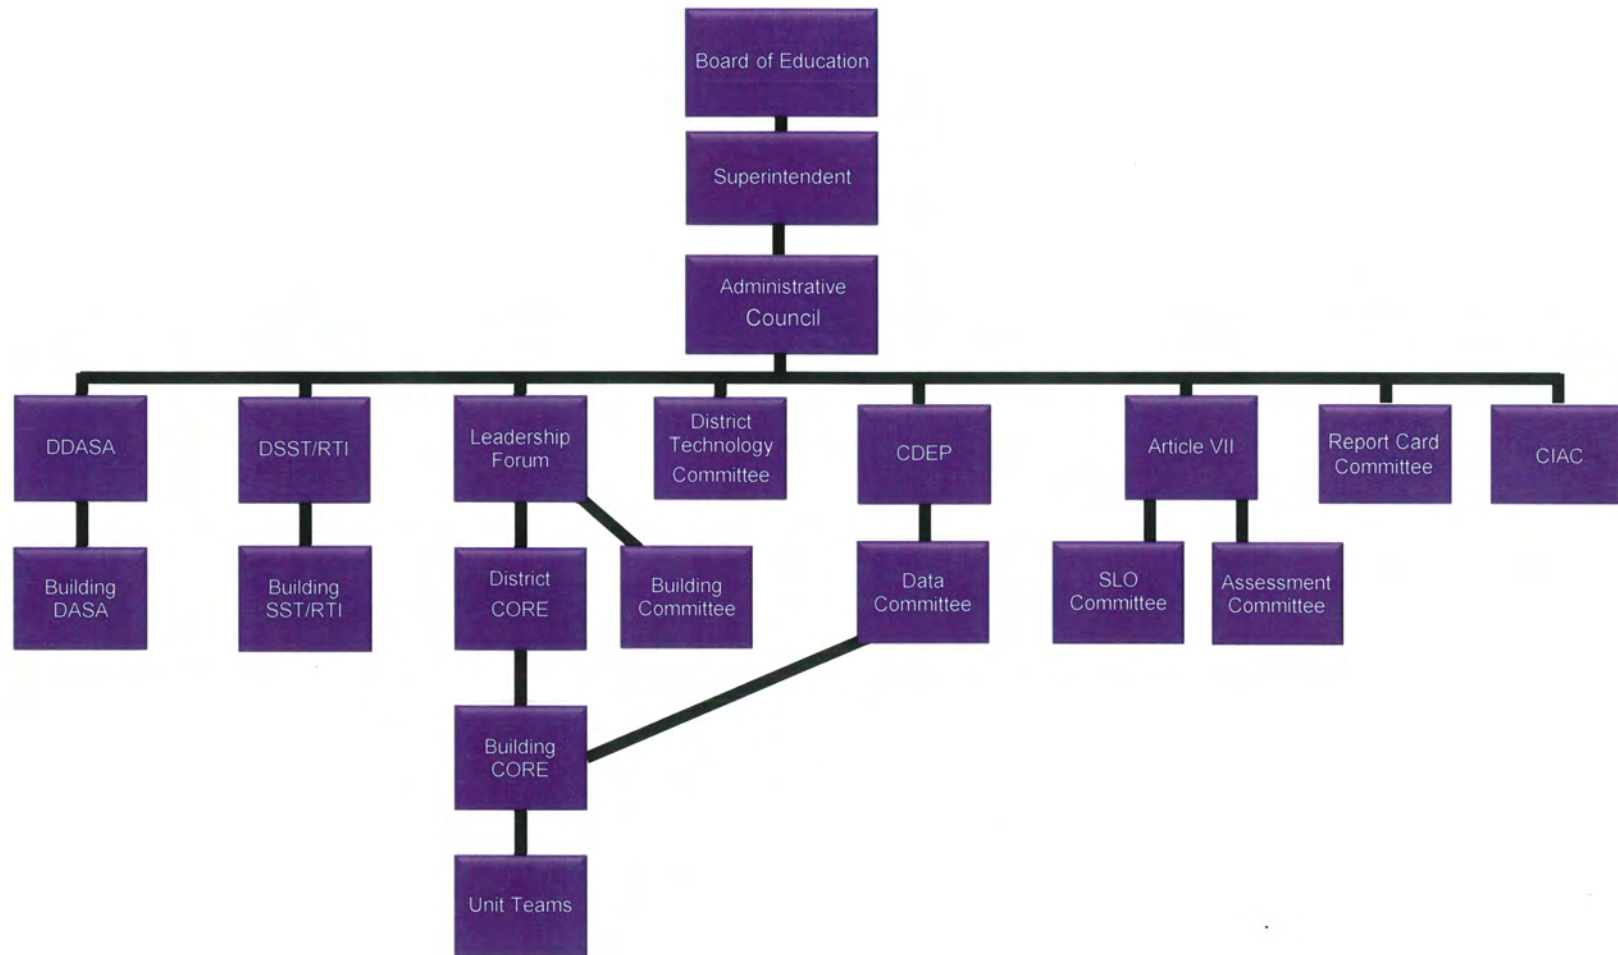 Board of Education
Superintendent
Administrative
Council
DDASA
DSST/RTI
Leadership
Forum
District
Technology
Committee
CDEP
Article VII
Report Card
Committee
CIAC
Building
DASA
Building
SST/RTI
District
CORE
Building
Committee
Data
Committee
SLO
Committee
Assessment
Committee
Building
CORE
Unit Teams